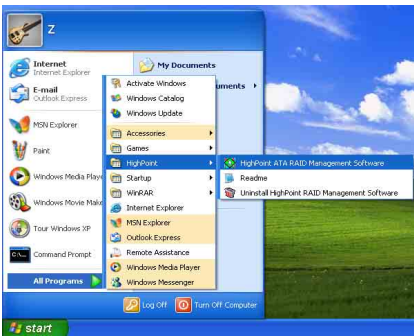 Z
Internet
Internet Explorer
E-mail
Outlook Express
MSN Explorer
Paint
Windows Media Playe
Windows Movie Make
Tour Windows XP
Command Prompt
All Programs
My Documents
uments
Activate Windows
Windows Catalog
Windows Update
Accessories
Games
HighPoint
Startup
WinRAR
Internet Explorer
MSN Explorer
Outlook Express
Remote Assistance
Windows Media Player
Windows Messenger
HighPoint ATA RAID Management Software
Readme
Uninstall HighPoint RAID Management Software
Log Off
Turn Off Computer
start